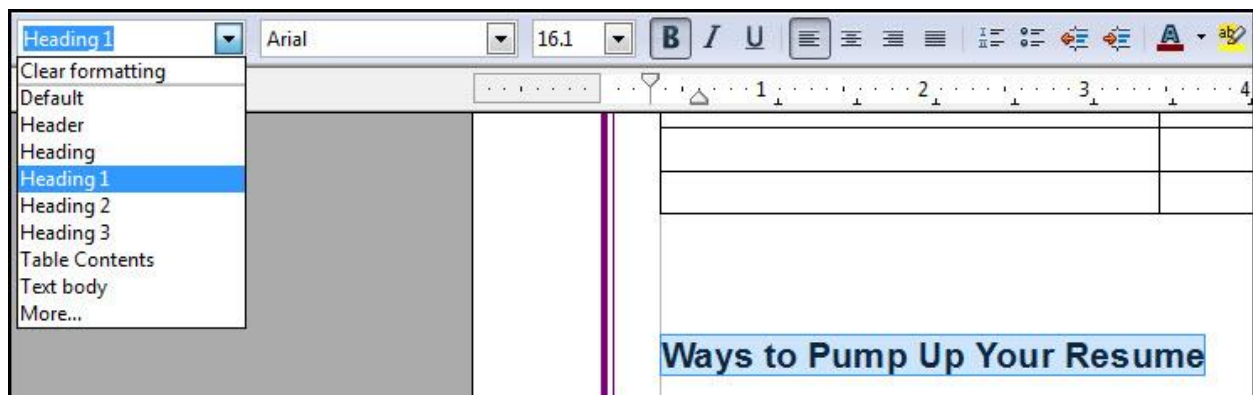 Heading 1 Arial 16.1 B I U A ab
Clear formatting
Default
1 2 3 4
Header
Heading
Heading 1
Heading 2
Heading 3
Table Contents
Text body
More...
Ways to Pump Up Your Resume